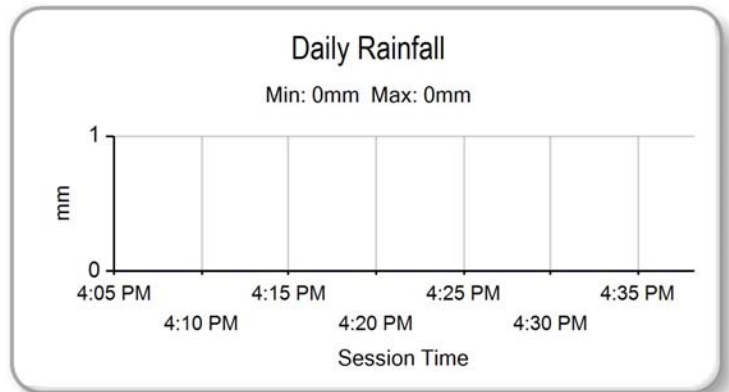 Daily Rainfall
Min: 0mm Max: 0mm
1
mm
0
4:05 PM 4:15 PM 4:25 PM 4:35 PM
4:10 PM 4:20 PM 4:30 PM
Session Time